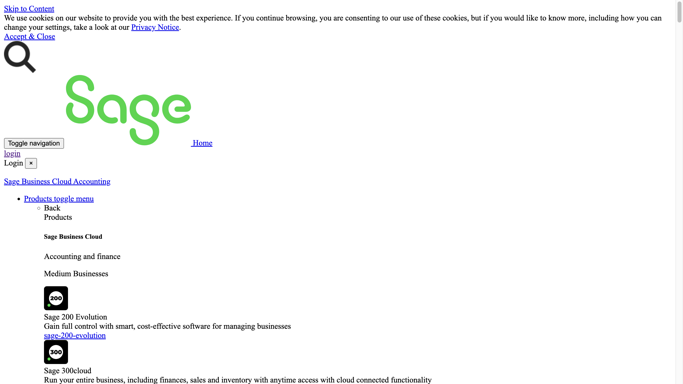 Skip to Content
We use cookies on our website to provide you with the best experience. If you continue browsing, you are consenting to our use of these cookies, but if you would like to know more, including how you can
change your settings, take a look at our Privacy Notice.
Accept & Close
Sage
Toggle navigation Home
login
Login ×
Sage Business Cloud Accounting
Products toggle menu
Back
Products
Sage Business Cloud
Accounting and finance
Medium Businesses
200
Sage 200 Evolution
Gain full control with smart, cost-effective software for managing businesses
sage-200-evolution
300
Sage 300cloud
Run your entire business, including finances, sales and inventory with anytime access with cloud connected functionality